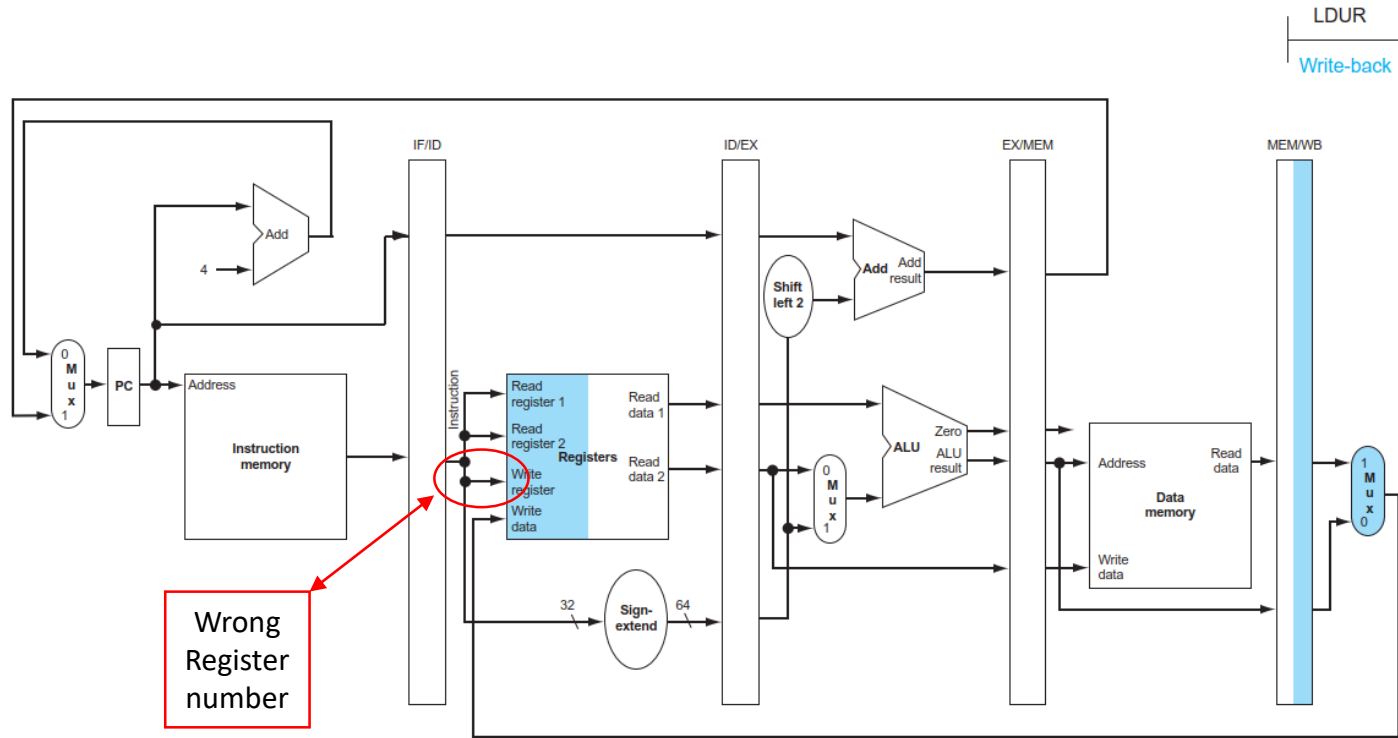 LDUR
Write-back
IF/ID
ID/EX
EX/MEM
MEM/WB
Add
4
Add
Add
result
Shift
left 2
0
M
u
x
1
PC
Address
Instruction
memory
Instruction
Read
register 1
Read
register 2
Write
register
Write
data
Registers
Read
data 1
Read
data 2
0
M
u
x
1
ALU
Zero
ALU
result
Address
Write
data
Data
memory
Read
data
1
M
u
x
0
32
Sign-
extend
64
Wrong
Register
number